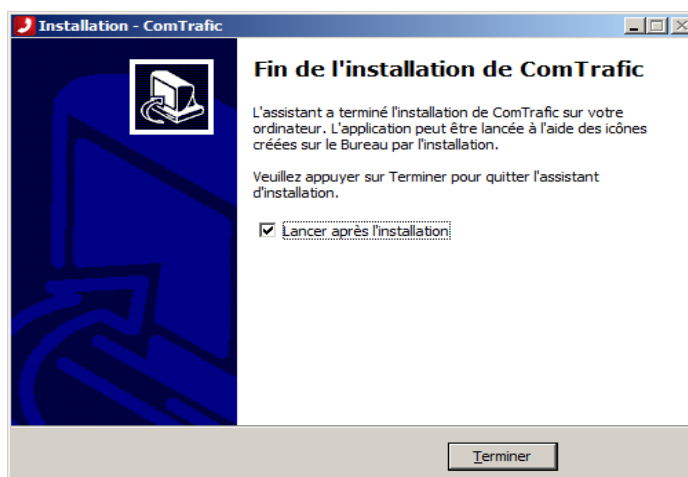 Installation - ComTrafic
Fin de l'installation de ComTrafic
L'assistant a terminé l'installation de ComTrafic sur votre
ordinateur. L'application peut être lancée à l'aide des icônes
créées sur le Bureau par l'installation.
Veuillez appuyer sur Terminer pour quitter l'assistant
d'installation.
Lancer après l'installation
Terminer